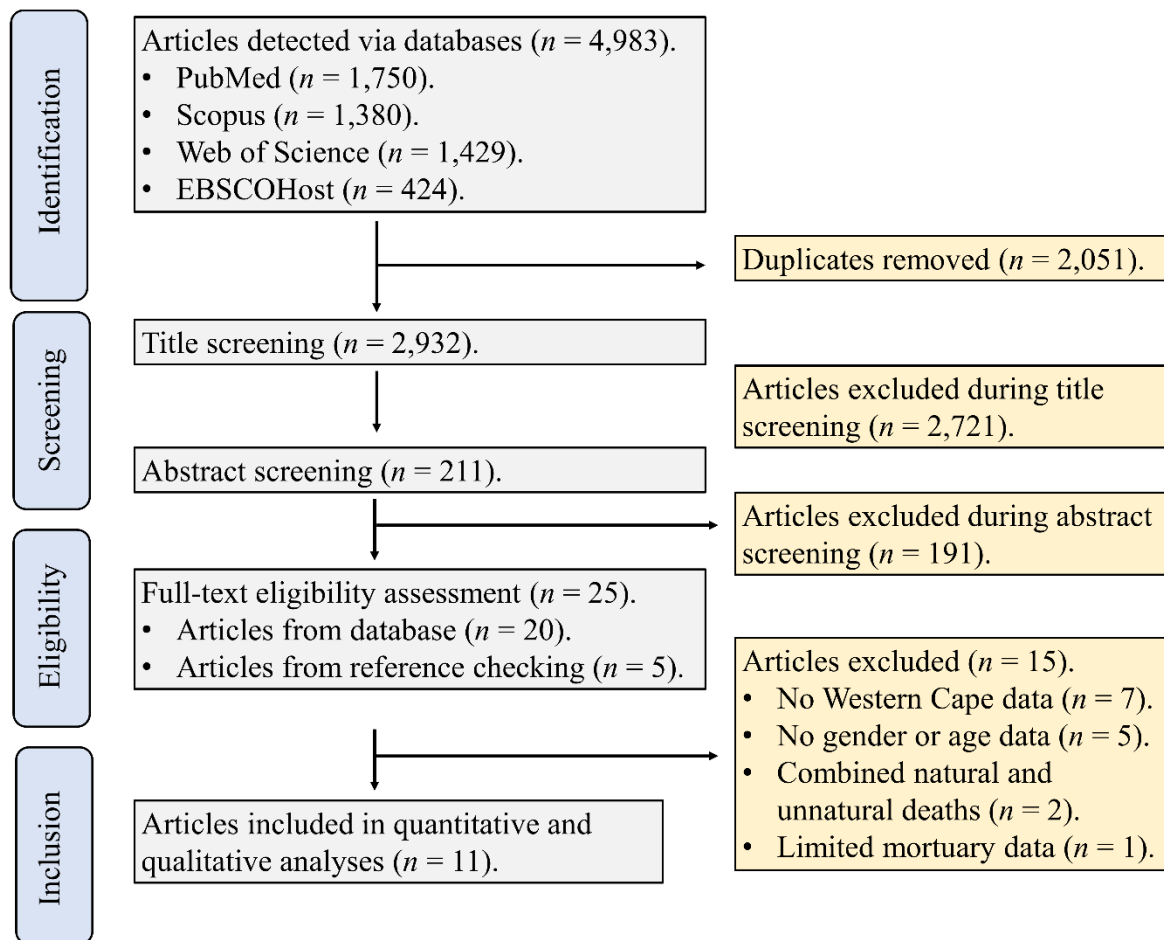 Identification
Articles detected via databases (n = 4,983).
• PubMed (n = 1,750).
• Scopus (n = 1,380).
• Web of Science (n = 1,429).
• EBSCOHost (n = 424).
Duplicates removed (n = 2,051).
Screening
Title screening (n = 2,932).
Articles excluded during title
screening (n = 2,721).
Abstract screening (n = 211).
Articles excluded during abstract
screening (n = 191).
Eligibility
Full-text eligibility assessment (n = 25).
• Articles from database (n = 20).
• Articles from reference checking (n = 5).
Articles excluded (n = 15).
• No Western Cape data (n = 7).
• No gender or age data (n = 5).
• Combined natural and
unnatural deaths (n = 2).
• Limited mortuary data (n = 1).
Inclusion
Articles included in quantitative and
qualitative analyses (n = 11).